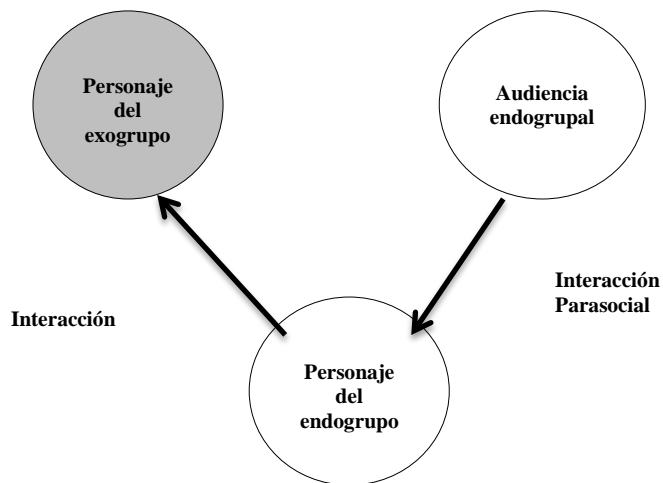 Personaje
del
exogrupo
Audiencia
endogrupal
Interacción
Interacción
Parasocial
Personaje
del
endogrupo